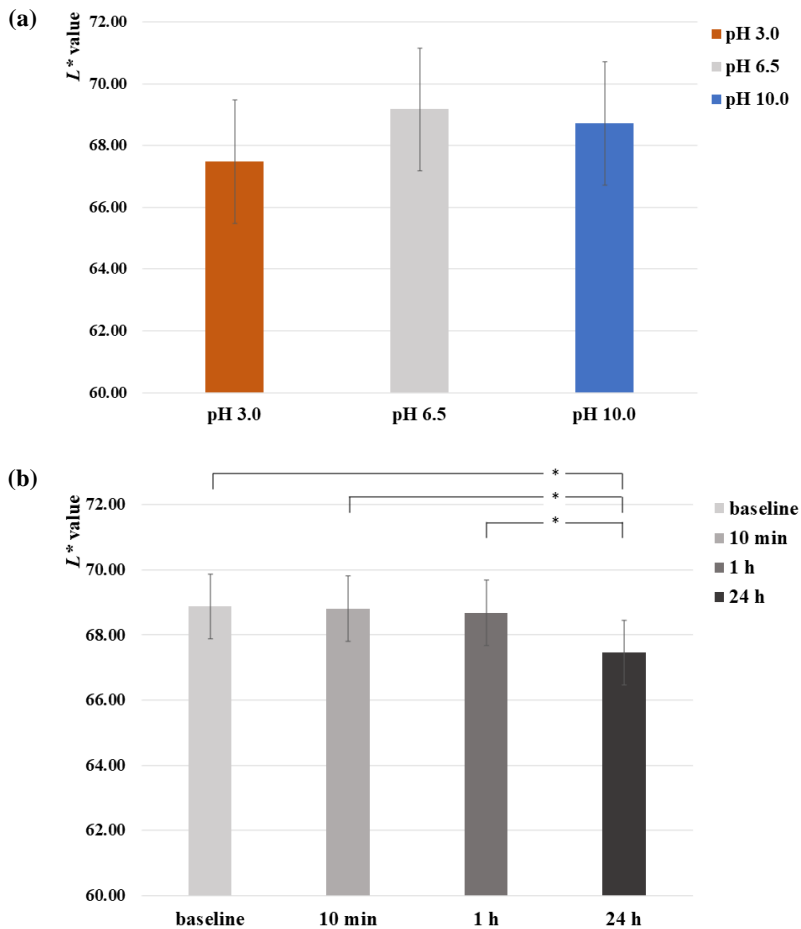 (a)
L* value
72.00
70.00
68.00
66.00
64.00
62.00
60.00
pH 3.0
pH 6.5
pH 10.0
pH 3.0
pH 6.5
pH 10.0
(b)
L* value
72.00
70.00
68.00
66.00
64.00
62.00
60.00
*
*
*
baseline
10 min
1 h
24 h
baseline
10 min
1 h
24 h